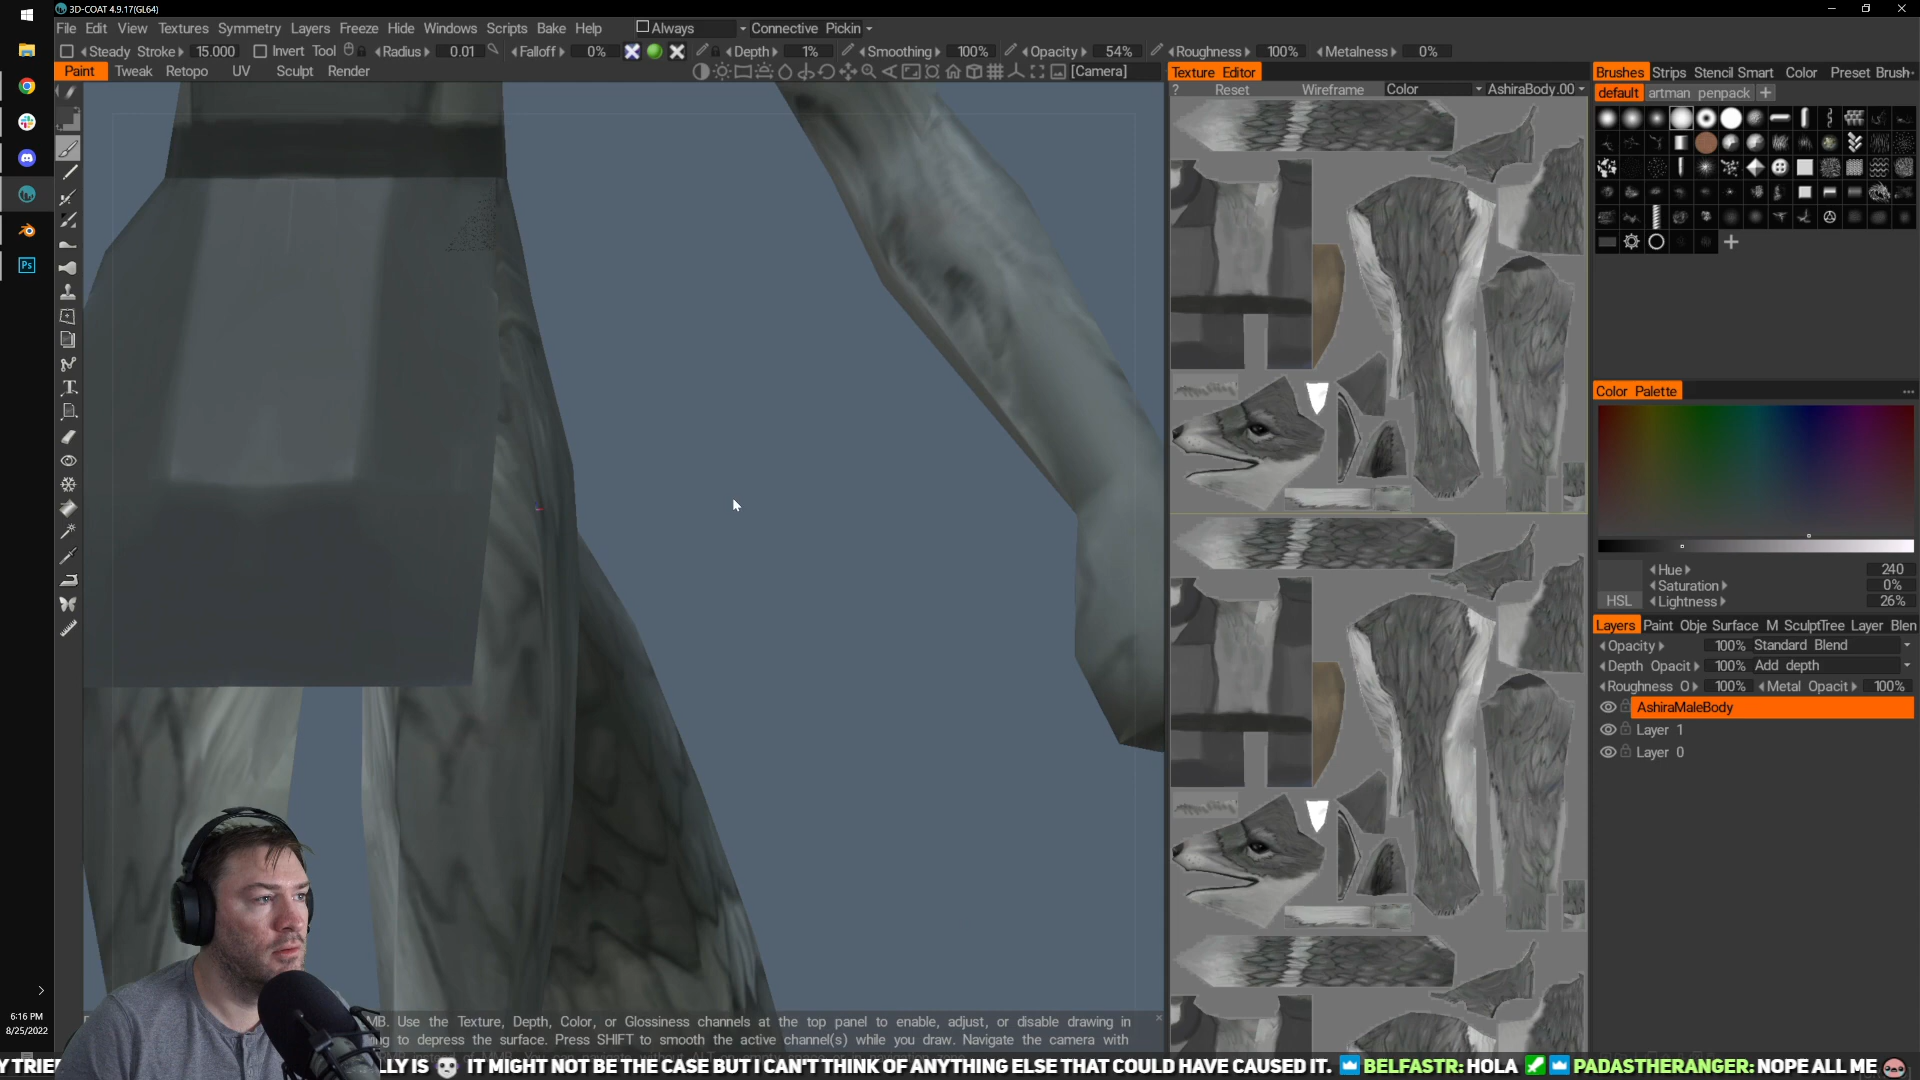 3D-COAT 4.9.17(GL64)
File Edit View Textures Symmetry Layers Freeze Hide Windows Scripts Bake Help Always Connective Pickin
Steady Stroke 15.000 Invert Tool Radius 0.01 Falloff 0% Depth 1% Smoothing 100% Opacity 54% Roughness 100% Metalness 0%
Paint Tweak Retopo UV Sculpt Render [Camera]
Texture Editor
? Reset Wireframe Color AshiraBody.00
Brushes Strips Stencil Smart Color Preset Brush
default artman penpack
Color Palette
Hue 240
Saturation 0%
HSL Lightness 26%
Layers Paint Obje Surface M SculptTree Layer Blen
Opacity 100% Standard Blend
Depth Opacit 100% Add depth
Roughness O 100% Metal Opacit 100%
AshiraMaleBody
Layer 1
Layer 0
Ps
MB. Use the Texture, Depth, Color, or Glossiness channels at the top panel to enable, adjust, or disable drawing in
ng to depress the surface. Press SHIFT to smooth the active channel(s) while you draw. Navigate the camera with
6:16 PM
8/25/2022
Y TRIE LLY IS IT MIGHT NOT BE THE CASE BUT I CAN'T THINK OF ANYTHING ELSE THAT COULD HAVE CAUSED IT. BELFASTR: HOLA PADASTHERANGER: NOPE ALL ME